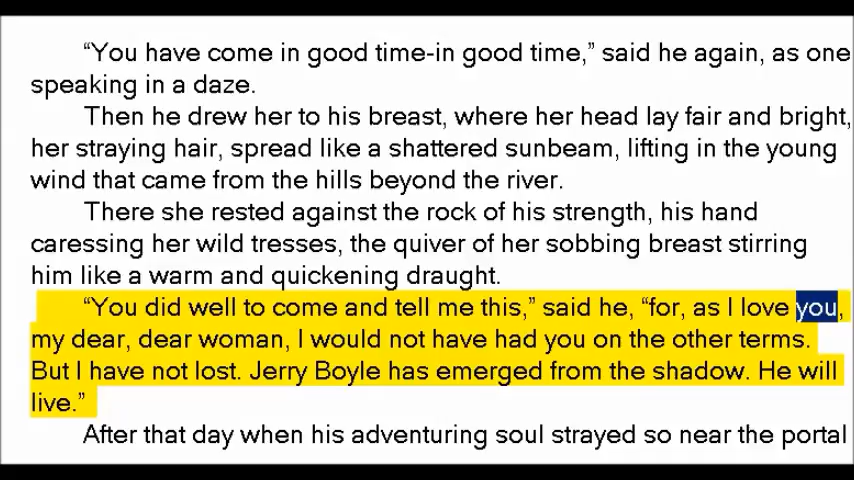 “You have come in good time-in good time,” said he again, as one
speaking in a daze.
Then he drew her to his breast, where her head lay fair and bright,
her straying hair, spread like a shattered sunbeam, lifting in the young
wind that came from the hills beyond the river.
There she rested against the rock of his strength, his hand
caressing her wild tresses, the quiver of her sobbing breast stirring
him like a warm and quickening draught.
“You did well to come and tell me this,” said he, “for, as I love you,
my dear, dear woman, I would not have had you on the other terms.
But I have not lost. Jerry Boyle has emerged from the shadow. He will
live.”
After that day when his adventuring soul strayed so near the portal